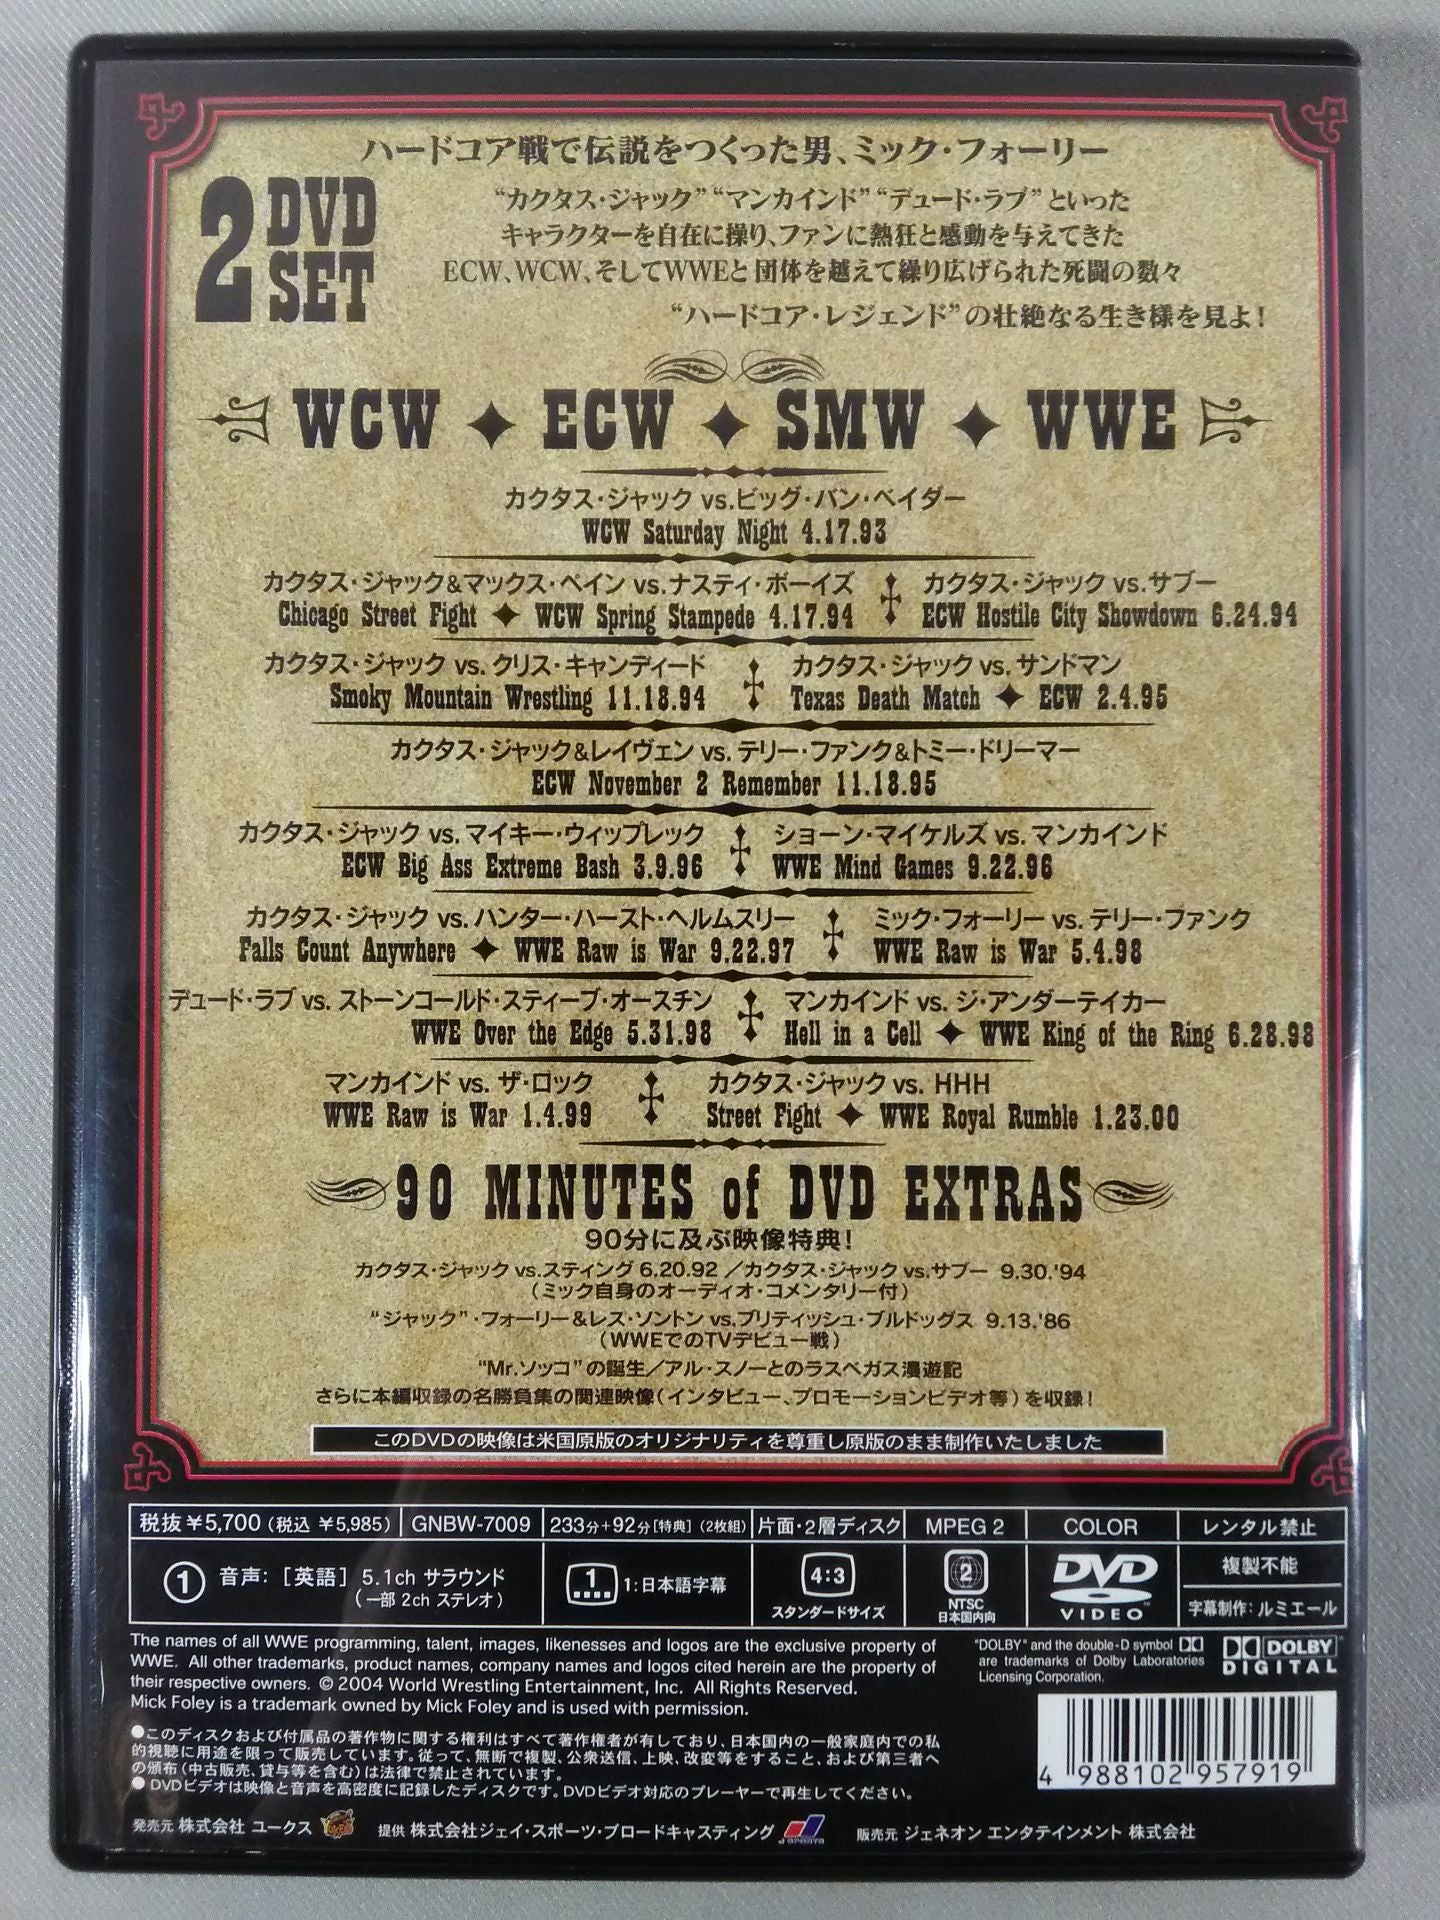 ハードコア戦で伝説をつくった男、ミック・フォーリー
2 DVD SET
“カクタス・ジャック”“マンカインド”“デュード・ラブ”といった
キャラクターを自在に操り、ファンに熱狂と感動を与えてきた
ECW、WCW、そしてWWEと団体を越えて繰り広げられた死闘の数々
“ハードコア・レジェンド”の壮絶なる生き様を見よ！
WCW ✦ ECW ✦ SMW ✦ WWE
カクタス・ジャック vs.ビッグ・バン・ベイダー
WCW Saturday Night 4.17.93
カクタス・ジャック&マックス・ペイン vs.ナスティ・ボーイズ
Chicago Street Fight ✦ WCW Spring Stampede 4.17.94
カクタス・ジャック vs.サブー
ECW Hostile City Showdown 6.24.94
カクタス・ジャック vs. クリス・キャンディード
Smoky Mountain Wrestling 11.18.94
カクタス・ジャック vs. サンドマン
Texas Death Match ✦ ECW 2.4.95
カクタス・ジャック&レイヴェン vs. テリー・ファンク&トミー・ドリーマー
ECW November 2 Remember 11.18.95
カクタス・ジャック vs. マイキー・ウィップレック
ECW Big Ass Extreme Bash 3.9.96
ショーン・マイケルズ vs. マンカインド
WWE Mind Games 9.22.96
カクタス・ジャック vs. ハンター・ハースト・ヘルムスリー
Falls Count Anywhere ✦ WWE Raw is War 9.22.97
ミック・フォーリー vs. テリー・ファンク
WWE Raw is War 5.4.98
デュード・ラブ vs. ストーンコールド・スティーブ・オースチン
WWE Over the Edge 5.31.98
マンカインド vs. ジ・アンダーテイカー
Hell in a Cell ✦ WWE King of the Ring 6.28.98
マンカインド vs. ザ・ロック
WWE Raw is War 1.4.99
カクタス・ジャック vs. HHH
Street Fight ✦ WWE Royal Rumble 1.23.00
90 MINUTES of DVD EXTRAS
90分に及ぶ映像特典！
カクタス・ジャック vs.スティング 6.20.92／カクタス・ジャック vs.サブー 9.30.'94
（ミック自身のオーディオ・コメンタリー付）
“ジャック”・フォーリー＆レス・ソントン vs.ブリティッシュ・ブルドッグス 9.13.'86
（WWEでのTVデビュー戦）
“Mr.ソッコ”の誕生／アル・スノーとのラスベガス漫遊記
さらに本編収録の名勝負集の関連映像（インタビュー、プロモーションビデオ等）を収録！
このDVDの映像は米国原版のオリジナリティを尊重し原版のまま制作いたしました
税抜 ￥5,700（税込 ￥5,985） GNBW-7009 233分+92分［特典］（2枚組） 片面・2層ディスク MPEG 2 COLOR レンタル禁止
1 音声：［英語］ 5.1ch サラウンド
（一部 2ch ステレオ）
1 1:日本語字幕
4:3
スタンダードサイズ
2
NTSC
日本国内向
DVD
VIDEO™
複製不能
字幕制作：ルミエール
The names of all WWE programming, talent, images, likenesses and logos are the exclusive property of
WWE. All other trademarks, product names, company names and logos cited herein are the property of
their respective owners. © 2004 World Wrestling Entertainment, Inc. All Rights Reserved.
Mick Foley is a trademark owned by Mick Foley and is used with permission.
"DOLBY" and the double-D symbol
are trademarks of Dolby Laboratories
Licensing Corporation.
DOLBY
DIGITAL
●このディスクおよび付属品の著作物に関する権利はすべて著作権者が有しており、日本国内の一般家庭内での私
的視聴に用途を限って販売しています。従って、無断で複製、公衆送信、上映、改変等をすること、および第三者へ
の頒布（中古販売、貸与等を含む）は法律で禁止されています。
●DVDビデオは映像と音声を高密度に記録したディスクです。DVDビデオ対応のプレーヤーで再生してください。
4 988102 957919
発売元 株式会社 ユークス
提供 株式会社ジェイ・スポーツ・ブロードキャスティング
J SPORTS
販売元 ジェネオン エンタテインメント 株式会社